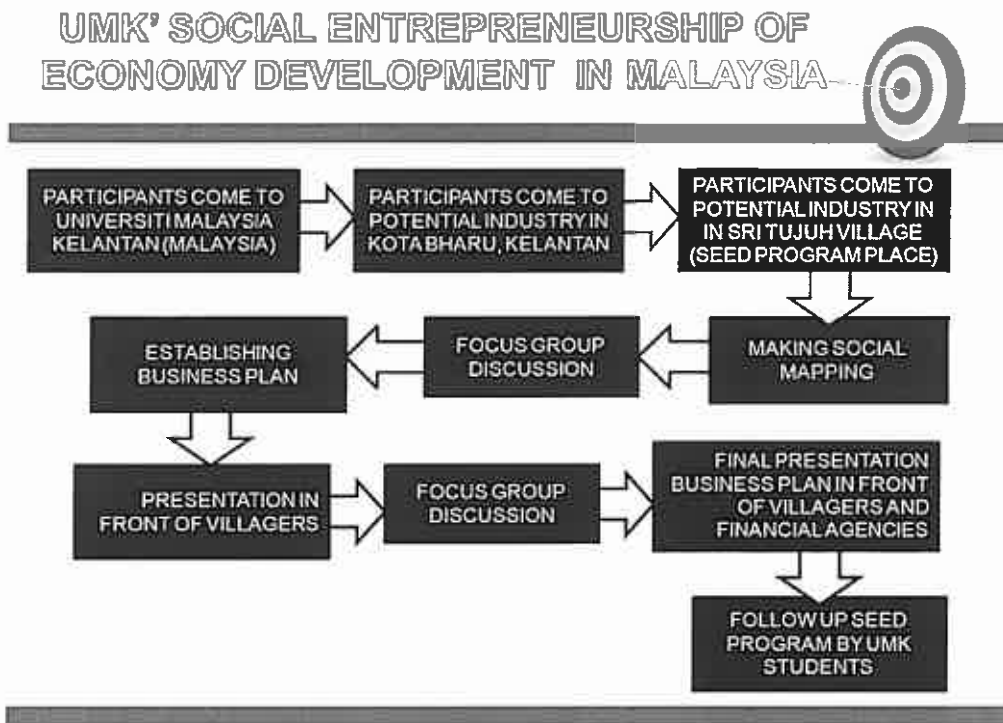 UMK' SOCIAL ENTREPRENEURSHIP OF
ECONOMY DEVELOPMENT IN MALAYSIA
PARTICIPANTS COME TO
UNIVERSITI MALAYSIA
KELANTAN (MALAYSIA)
PARTICIPANTS COME TO
POTENTIAL INDUSTRY IN
KOTA BHARU, KELANTAN
PARTICIPANTS COME TO
POTENTIAL INDUSTRY IN
IN SRI TUJUH VILLAGE
(SEED PROGRAM PLACE)
MAKING SOCIAL
MAPPING
FOCUS GROUP
DISCUSSION
ESTABLISHING
BUSINESS PLAN
PRESENTATION IN
FRONT OF VILLAGERS
FOCUS GROUP
DISCUSSION
FINAL PRESENTATION
BUSINESS PLAN IN FRONT
OF VILLAGERS AND
FINANCIAL AGENCIES
FOLLOW UP SEED
PROGRAM BY UMK
STUDENTS